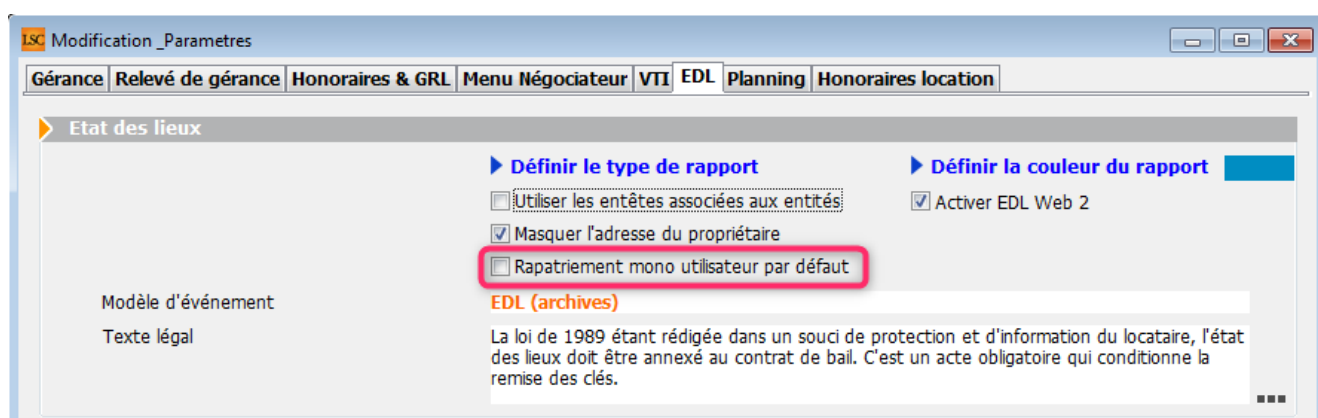 LSC Modification _Parametres
Gérance Relevé de gérance Honoraires & GRL Menu Négociateur VTI EDL Planning Honoraires location
Etat des lieux
Définir le type de rapport Définir la couleur du rapport
Utiliser les entêtes associées aux entités Activer EDL Web 2
Masquer l'adresse du propriétaire
Rapatriement mono utilisateur par défaut
Modèle d'événement EDL (archives)
Texte légal La loi de 1989 étant rédigée dans un souci de protection et d'information du locataire, l'état
des lieux doit être annexé au contrat de bail. C'est un acte obligatoire qui conditionne la
remise des clés.